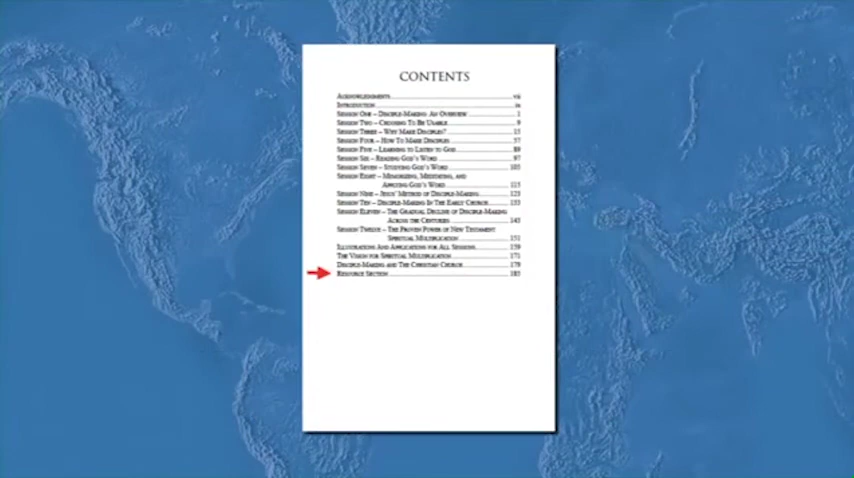 CONTENTS
Acknowledgments vii
Introduction ix
Session One – Disciple-Making: An Overview 1
Session Two – Choosing To Be Usable 9
Session Three – Why Make Disciples? 15
Session Four – How To Make Disciples 57
Session Five – Learning to Listen to God 89
Session Six – Reading God's Word 97
Session Seven – Studying God's Word 105
Session Eight – Memorizing, Meditating, and
Applying God's Word 115
Session Nine – Jesus' Method of Disciple-Making 125
Session Ten – Disciple-Making In The Early Church 135
Session Eleven – The Gradual Decline of Disciple-Making
Across the Centuries 145
Session Twelve – The Proven Power of New Testament
Spiritual Multiplication 151
Illustrations And Applications for All Sessions 159
The Vision for Spiritual Multiplication 171
Disciple-Making and The Christian Church 179
Resource Section 185